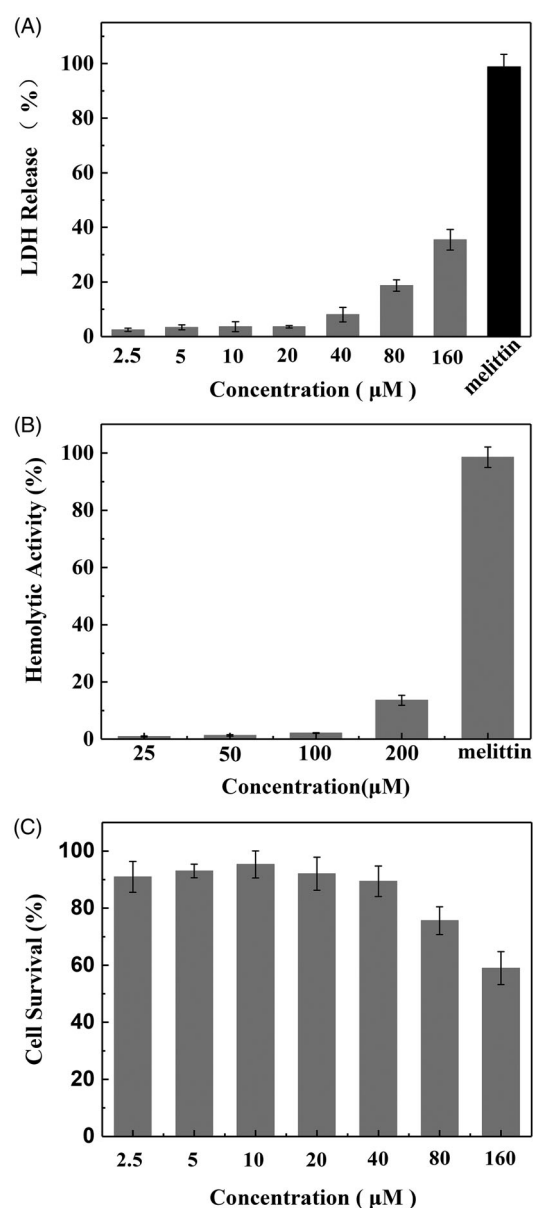 (A)
LDH Release （ %）
100
80
60
40
20
0
2.5 5 10 20 40 80 160 melittin
Concentration ( μM )
(B)
Hemolytic Activity (%)
100
80
60
40
20
0
25 50 100 200 melittin
Concentration(μM)
(C)
Cell Survival (%)
100
80
60
40
20
0
2.5 5 10 20 40 80 160
Concentration ( μM )